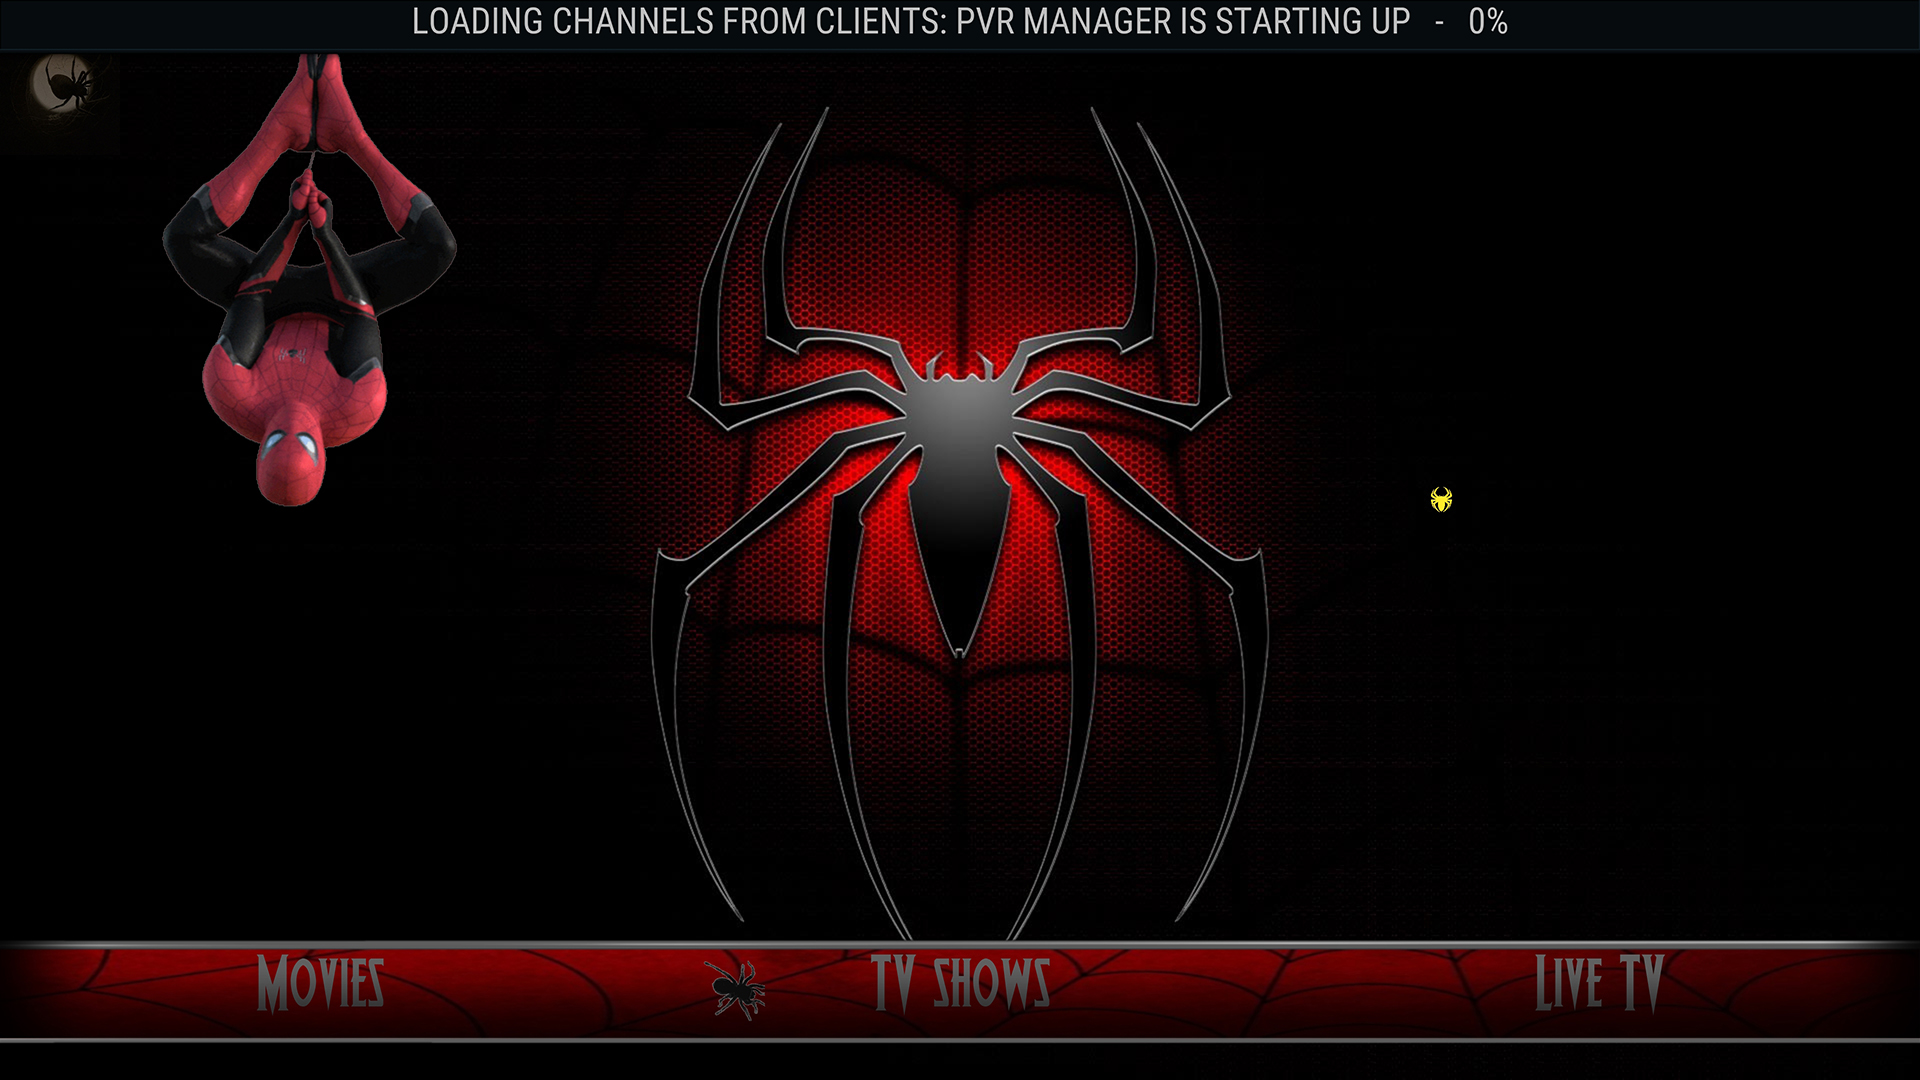 LOADING CHANNELS FROM CLIENTS: PVR MANAGER IS STARTING UP - 0%
MOVIES TV SHOWS LIVE TV